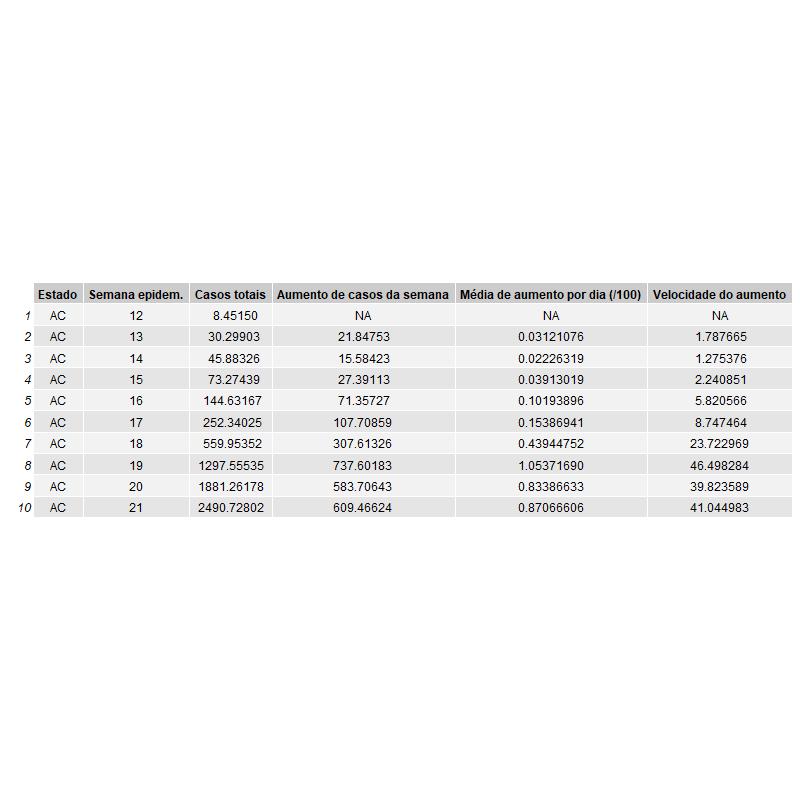 Estado Semana epidem. Casos totais Aumento de casos da semana Média de aumento por dia (/100) Velocidade do aumento
1 AC 12 8.45150 NA NA NA
2 AC 13 30.29903 21.84753 0.03121076 1.787665
3 AC 14 45.88326 15.58423 0.02226319 1.275376
4 AC 15 73.27439 27.39113 0.03913019 2.240851
5 AC 16 144.63167 71.35727 0.10193896 5.820566
6 AC 17 252.34025 107.70859 0.15386941 8.747464
7 AC 18 559.95352 307.61326 0.43944752 23.722969
8 AC 19 1297.55535 737.60183 1.05371690 46.498284
9 AC 20 1881.26178 583.70643 0.83386633 39.823589
10 AC 21 2490.72802 609.46624 0.87066606 41.044983